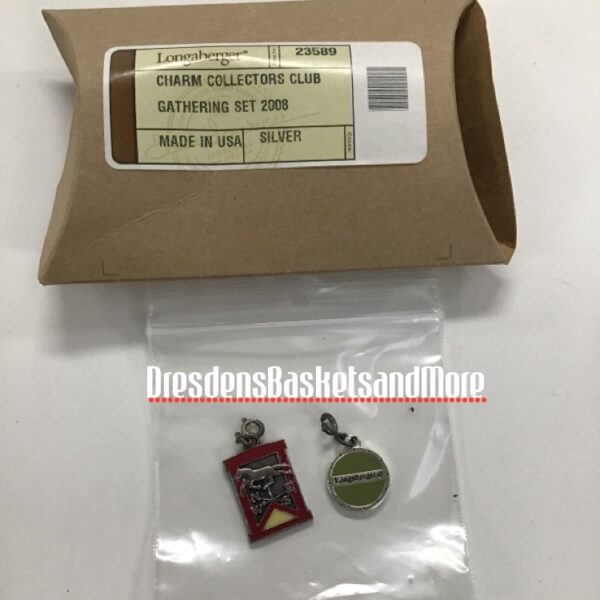 Longaberger®
23589
CHARM COLLECTORS CLUB
GATHERING SET 2008
MADE IN USA
SILVER
DresdensBasketsandMore
Longaberger